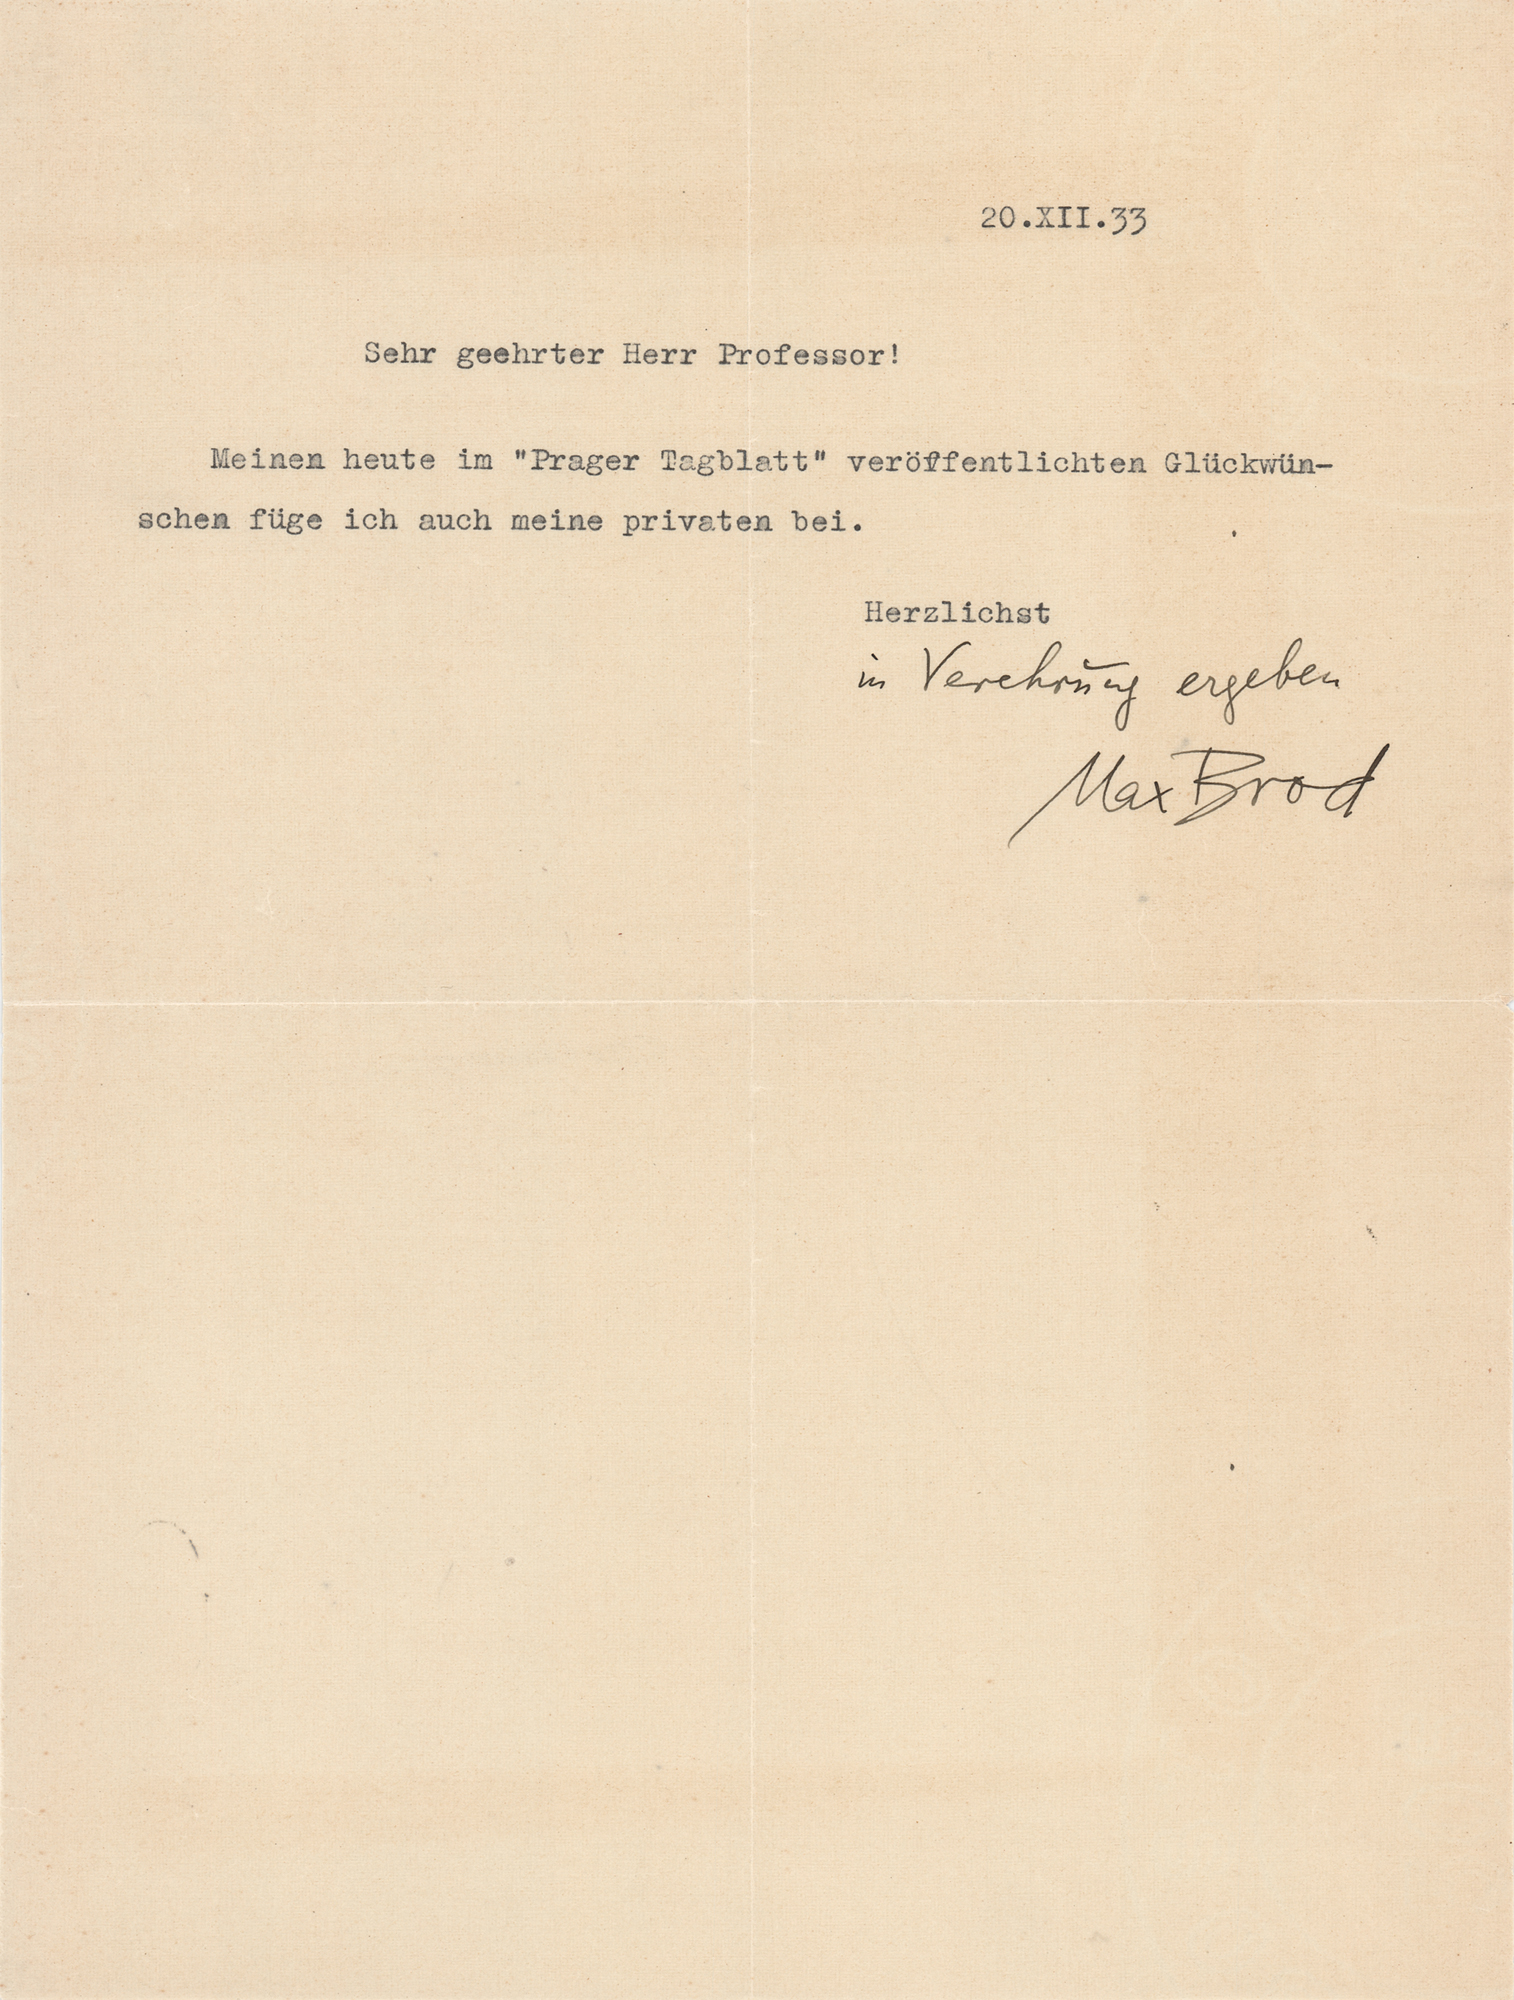 20.XII.33
Sehr geehrter Herr Professor!
Meinen heute im "Prager Tagblatt" veröffentlichten Glückwün-
schen füge ich auch meine privaten bei.
Herzlichst
in Verehrung ergeben
Max Brod